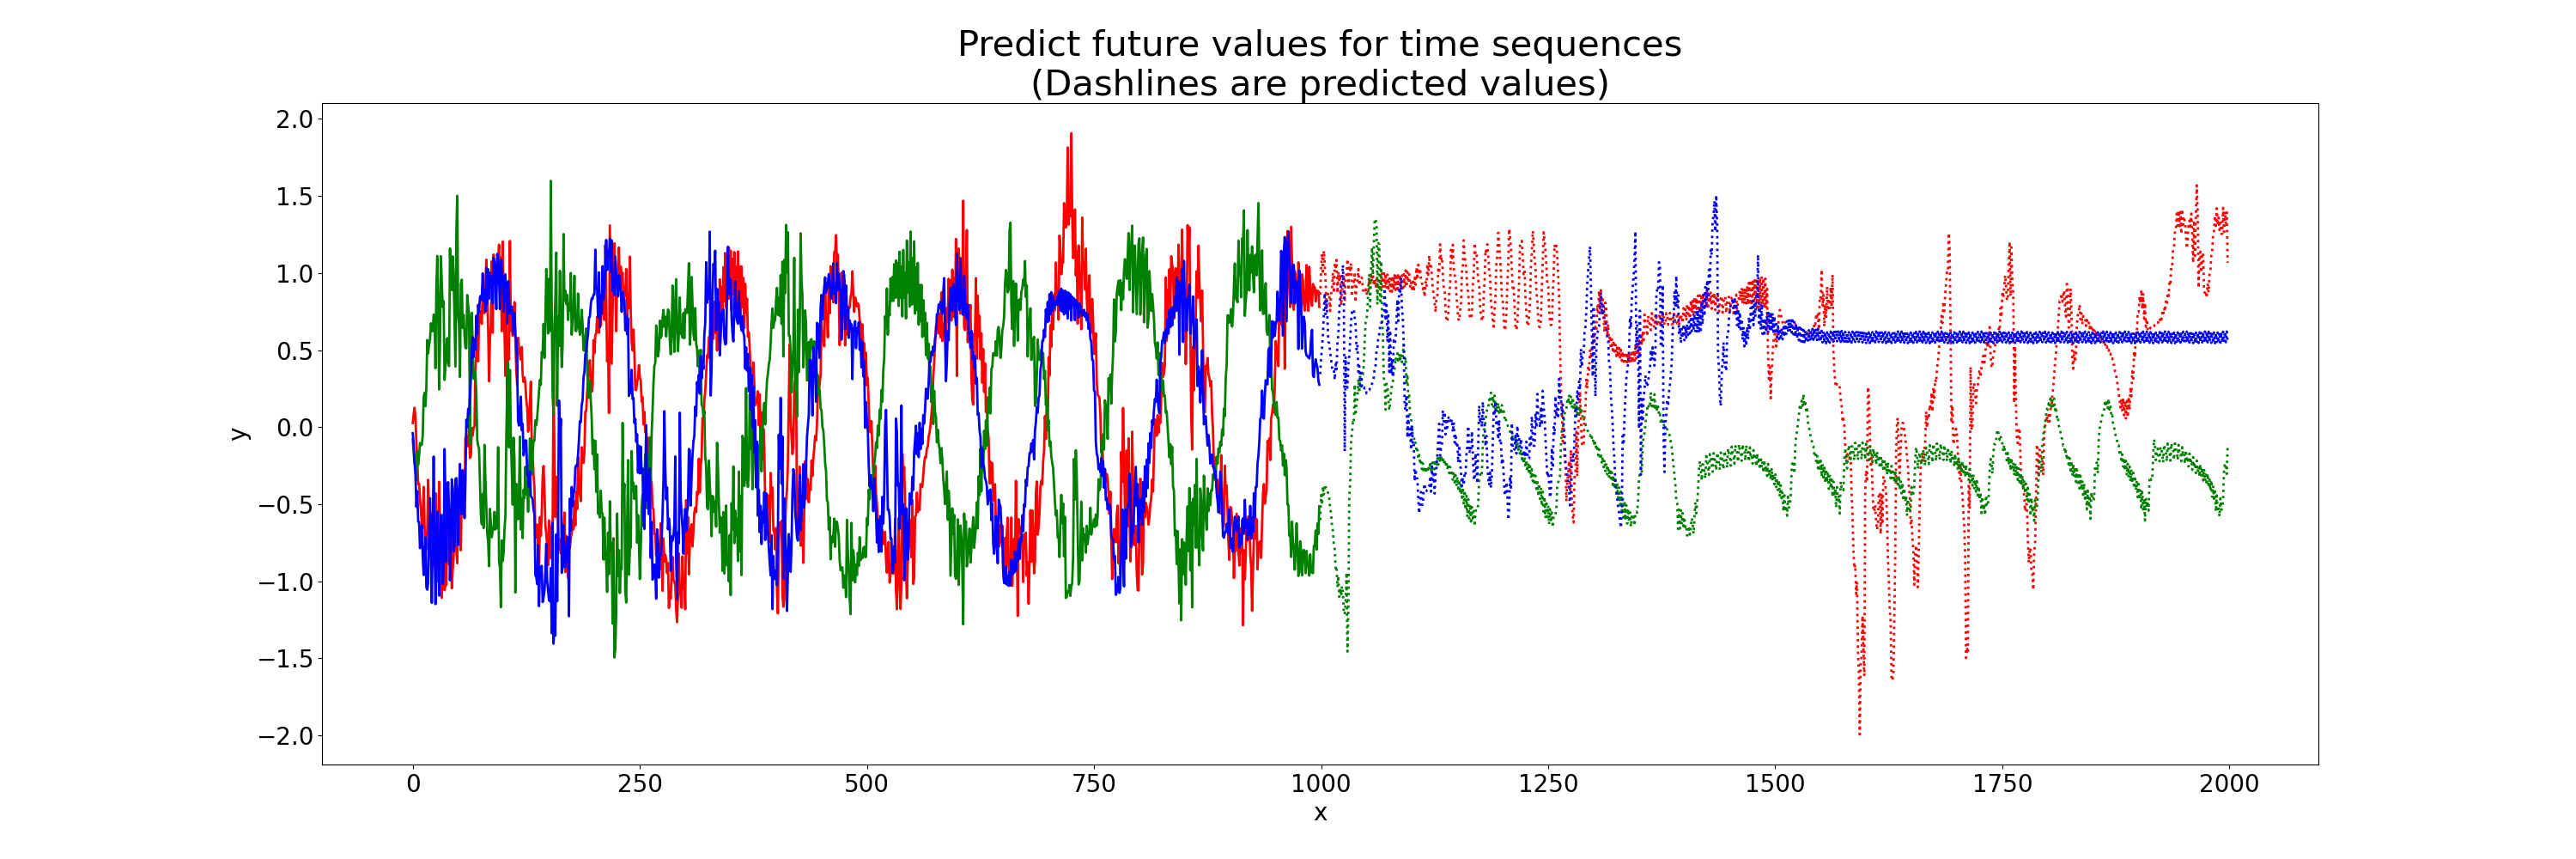 Predict future values for time sequences
(Dashlines are predicted values)
2.0
1.5
1.0
0.5
0.0
−0.5
−1.0
−1.5
−2.0
y
0 250 500 750 1000 1250 1500 1750 2000
x